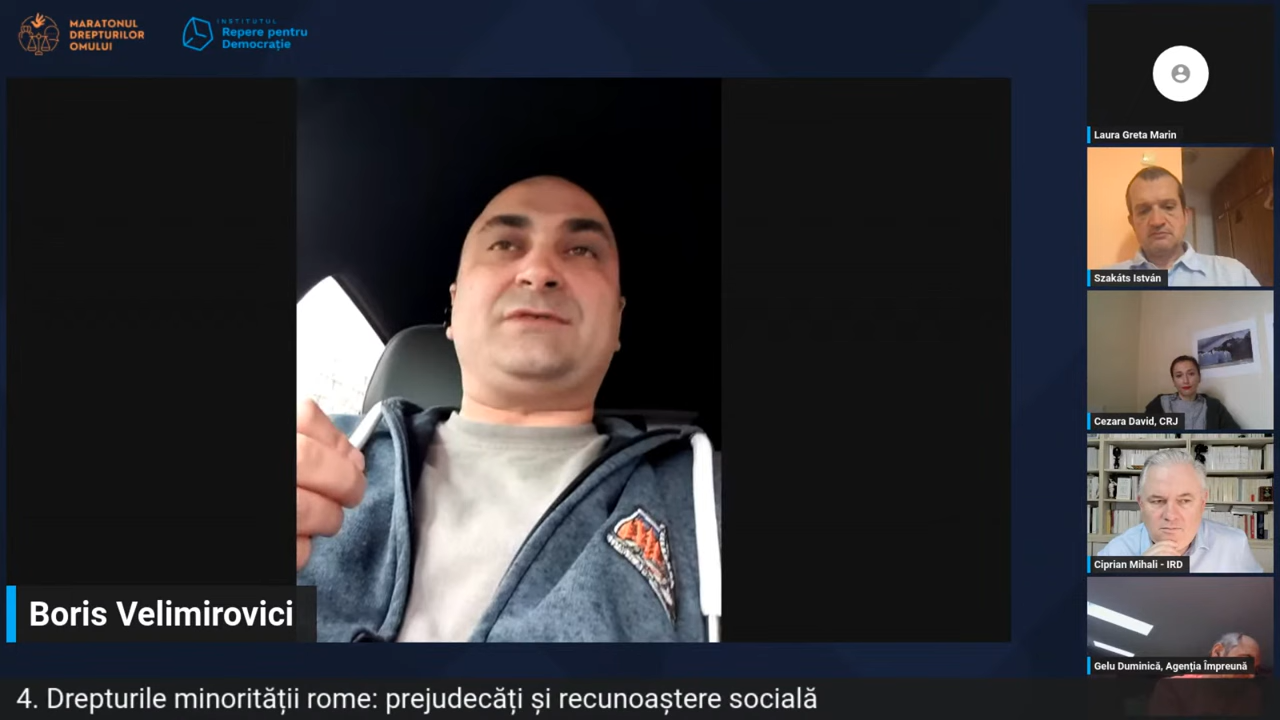 MARATONUL
DREPTURILOR
OMULUI
INSTITUTUL
Repere pentru
Democrație
Laura Greta Marin
Szakáts István
Cezara David, CRJ
Ciprian Mihali - IRD
Gelu Duminică, Agenția Împreună
Boris Velimirovici
4. Drepturile minorității rome: prejudecăți și recunoaștere socială